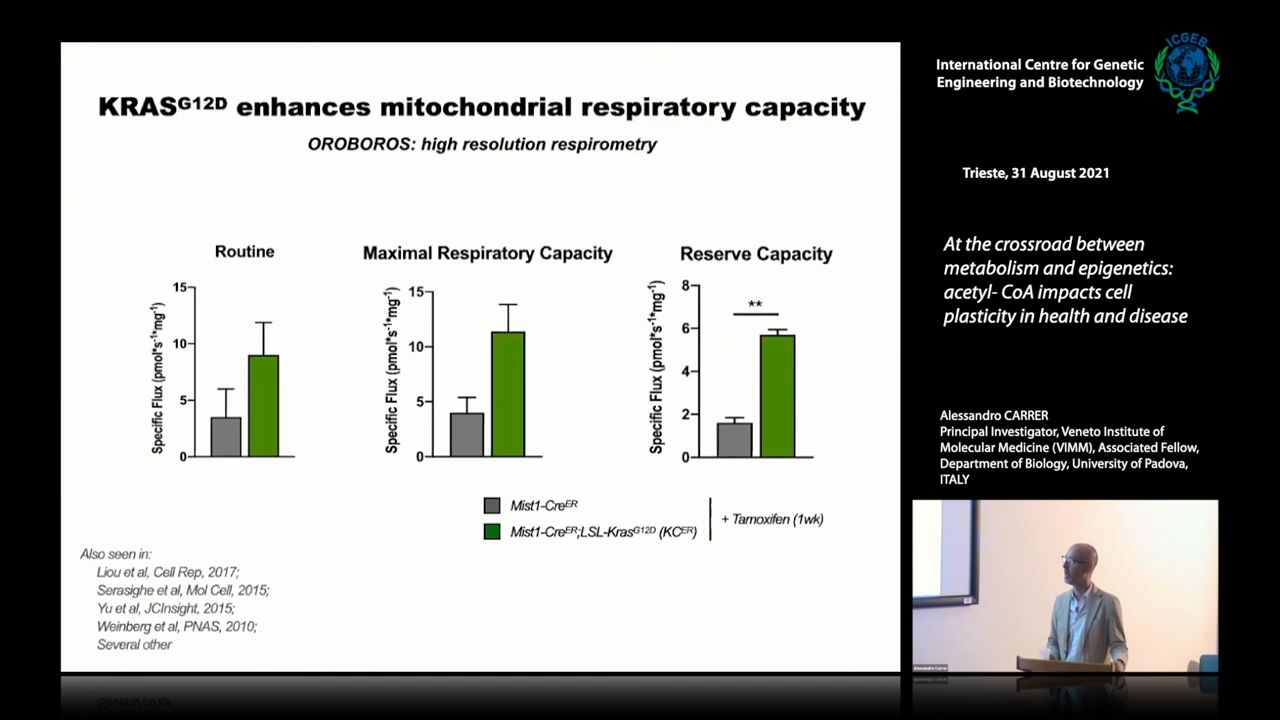 KRASG12D enhances mitochondrial respiratory capacity
OROBOROS: high resolution respirometry
Routine
Specific Flux (pmol*s-1*mg-1)
15
10
5
0
Maximal Respiratory Capacity
Specific Flux (pmol*s-1*mg-1)
15
10
5
0
Reserve Capacity
Specific Flux (pmol*s-1*mg-1)
8
6
4
2
0
**
Mist1-CreER
Mist1-CreER;LSL-KrasG12D (KCER)
+ Tamoxifen (1wk)
Also seen in:
Liou et al, Cell Rep, 2017;
Serasighe et al, Mol Cell, 2015;
Yu et al, JCInsight, 2015;
Weinberg et al, PNAS, 2010;
Several other
International Centre for Genetic
Engineering and Biotechnology
ICGEB
Trieste, 31 August 2021
At the crossroad between
metabolism and epigenetics:
acetyl- CoA impacts cell
plasticity in health and disease
Alessandro CARRER
Principal Investigator, Veneto Institute of
Molecular Medicine (VIMM), Associated Fellow,
Department of Biology, University of Padova,
ITALY
Alessandro Carrer